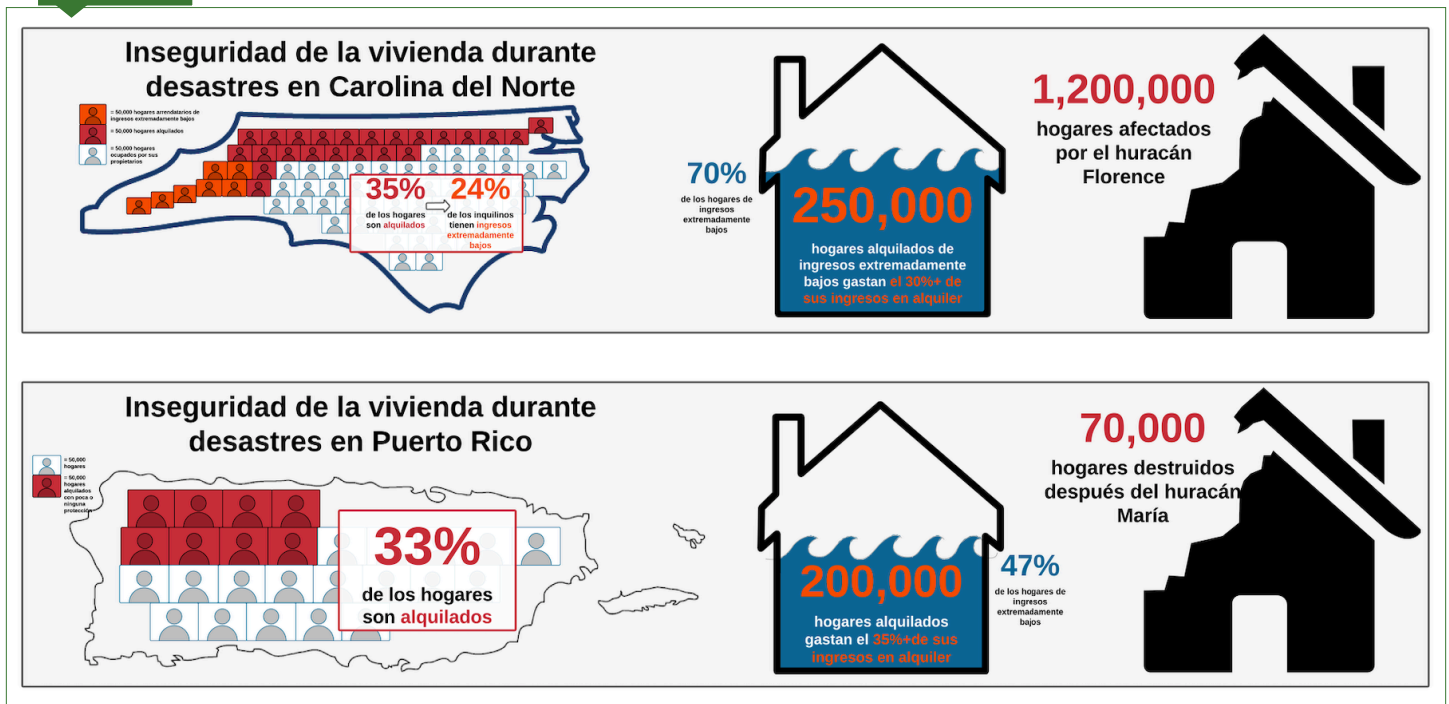 Inseguridad de la vivienda durante
desastres en Carolina del Norte
= 50,000 hogares arrendatarios de
ingresos extremadamente bajos
= 50,000 hogares alquilados
= 50,000 hogares
ocupados por sus
propietarios
35%
de los hogares
son alquilados
24%
de los inquilinos
tienen ingresos
extremadamente
bajos
70%
de los hogares de
ingresos
extremadamente
bajos
250,000
hogares alquilados de
ingresos extremadamente
bajos gastan el 30%+ de
sus ingresos en alquiler
1,200,000
hogares afectados
por el huracán
Florence
Inseguridad de la vivienda durante
desastres en Puerto Rico
= 50,000
hogares
= 50,000
hogares
alquilados
con poca o
ninguna
protección
33%
de los hogares
son alquilados
200,000
hogares alquilados
gastan el 35%+de sus
ingresos en alquiler
47%
de los hogares de
ingresos
extremadamente
bajos
70,000
hogares destruidos
después del huracán
María